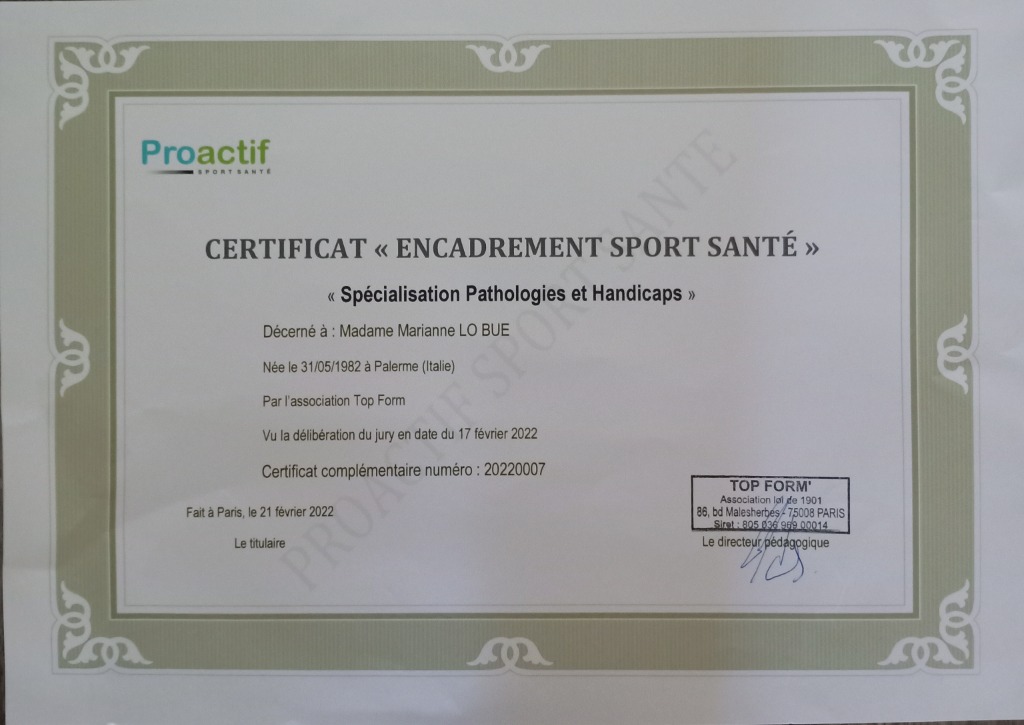 Proactif
SPORT SANTÉ
CERTIFICAT « ENCADREMENT SPORT SANTÉ »
« Spécialisation Pathologies et Handicaps »
Décerné à : Madame Marianne LO BUE
Née le 31/05/1982 à Palerme (Italie)
Par l'association Top Form
Vu la délibération du jury en date du 17 février 2022
Certificat complémentaire numéro : 20220007
Fait à Paris, le 21 février 2022
Le titulaire
TOP FORM'
Association loi de 1901
86, bd Malesherbes - 75008 PARIS
Siret : 805 036 969 00014
Le directeur pédagogique
PROACTIF SPORT SANTE